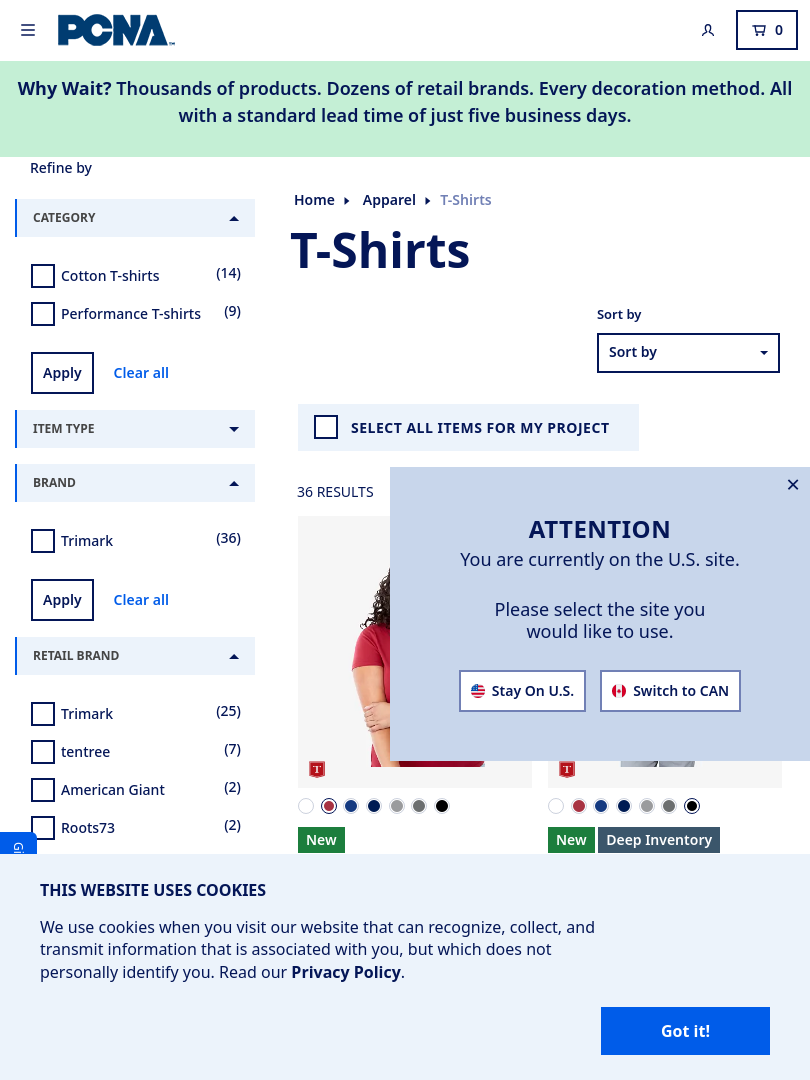 PCNA
0
Why Wait? Thousands of products. Dozens of retail brands. Every decoration method. All
with a standard lead time of just five business days.
Refine by
CATEGORY
Cotton T-shirts (14)
Performance T-shirts (9)
Apply Clear all
ITEM TYPE
BRAND
Trimark (36)
Apply Clear all
RETAIL BRAND
Trimark (25)
tentree (7)
American Giant (2)
Roots73 (2)
Home Apparel T-Shirts
T-Shirts
Sort by
Sort by
SELECT ALL ITEMS FOR MY PROJECT
36 RESULTS
T T
New
New Deep Inventory
ATTENTION
You are currently on the U.S. site.
Please select the site you
would like to use.
Stay On U.S. Switch to CAN
THIS WEBSITE USES COOKIES
We use cookies when you visit our website that can recognize, collect, and
transmit information that is associated with you, but which does not
personally identify you. Read our Privacy Policy.
Got it!